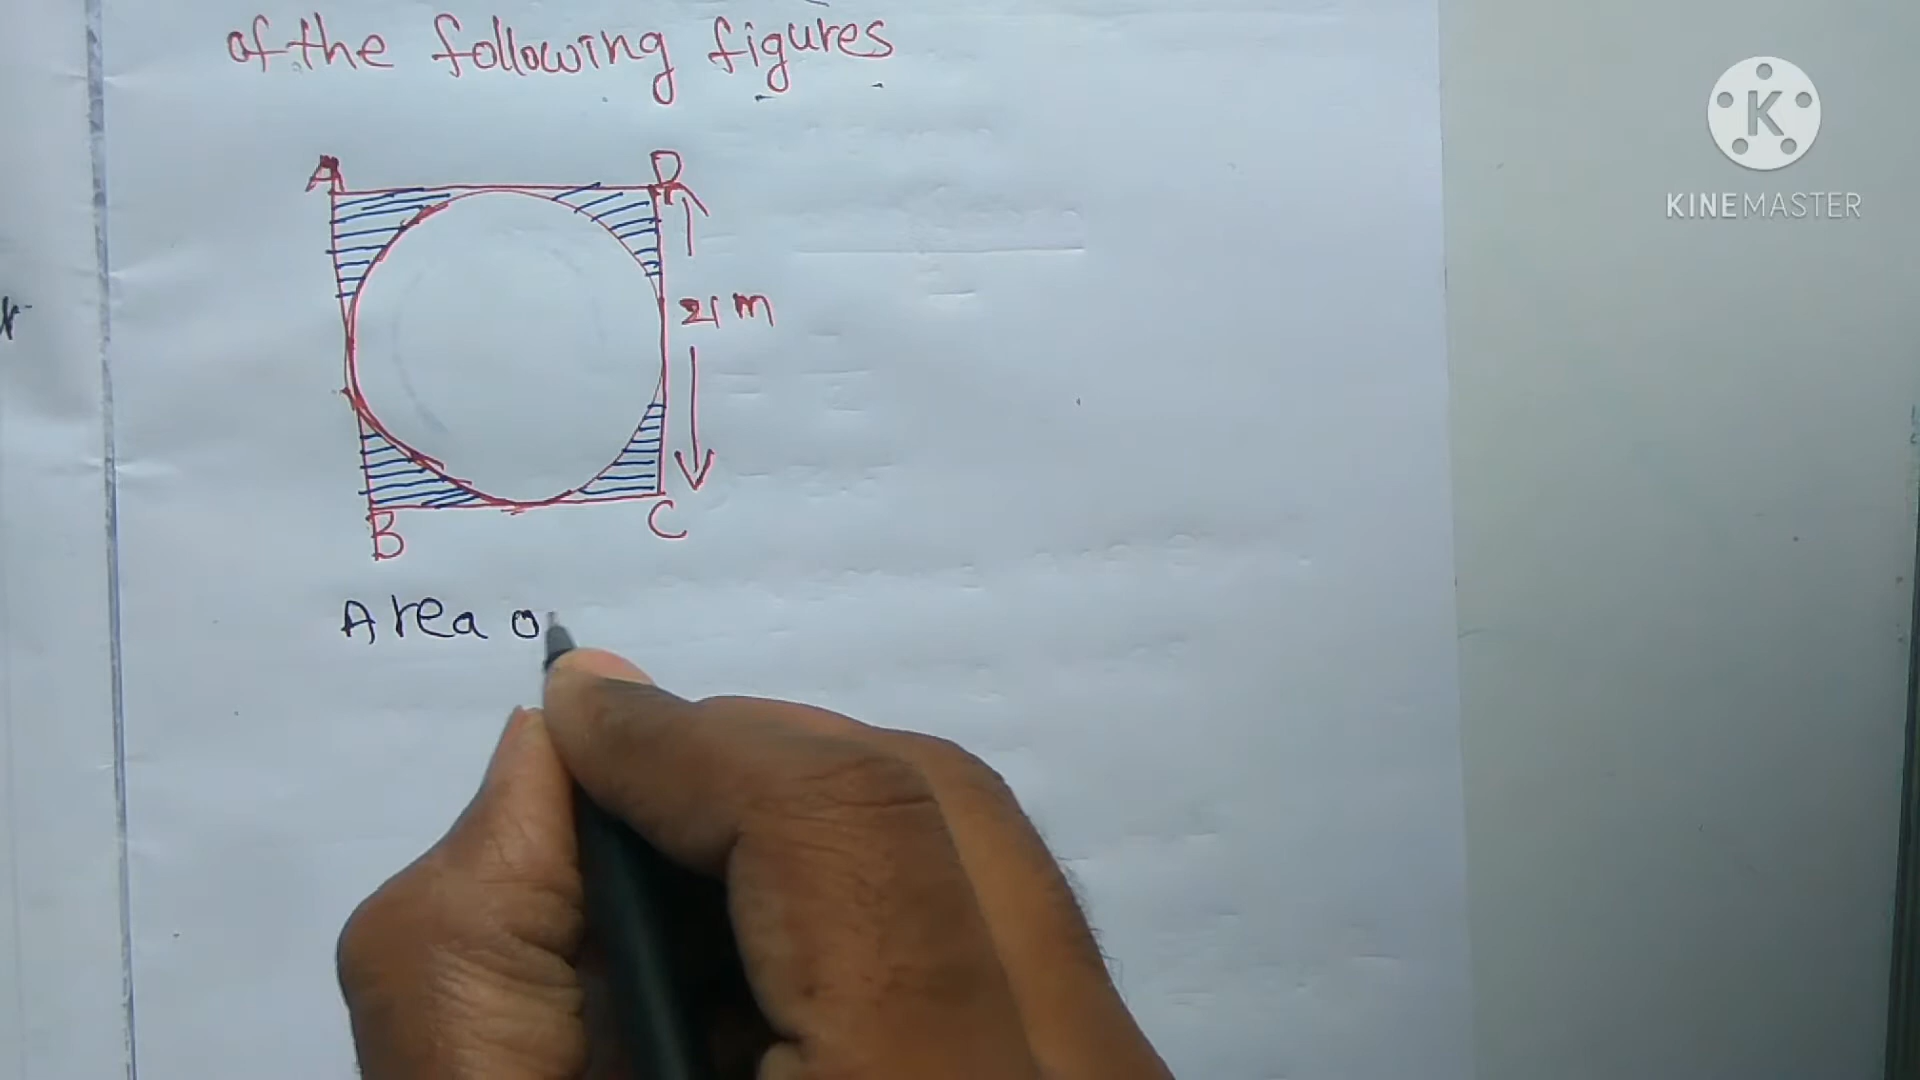 of the following figures
K
KINEMASTER
A
D
21 m
B
C
Area o